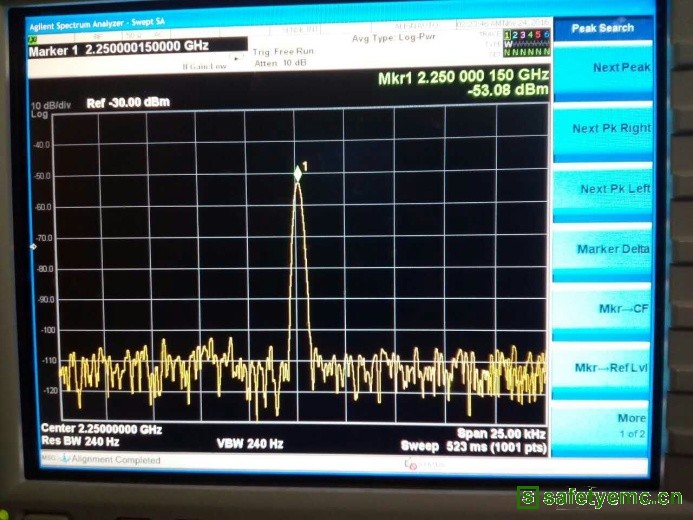 Agilent Spectrum Analyzer - Swept SA
Marker 1 2.250000150000 GHz
Trig: Free Run
IFGain:Low
Atten: 10 dB
Avg Type: Log-Pwr
1 2 3 4 5 6
N N N N N N
Peak Search
Mkr1 2.250 000 150 GHz
-53.08 dBm
10 dB/div
Log
Ref -30.00 dBm
-40.0
-50.0
-60.0
-70.0
-80.0
-90.0
-100
-110
-120
1
Next Peak
Next Pk Right
Next Pk Left
Marker Delta
Mkr→CF
Mkr→Ref Lvl
More
1 of 2
Center 2.25000000 GHz
Span 25.00 kHz
Res BW 240 Hz
VBW 240 Hz
Sweep 523 ms (1001 pts)
MSG
Alignment Completed
STATUS
S safetyemc.cn